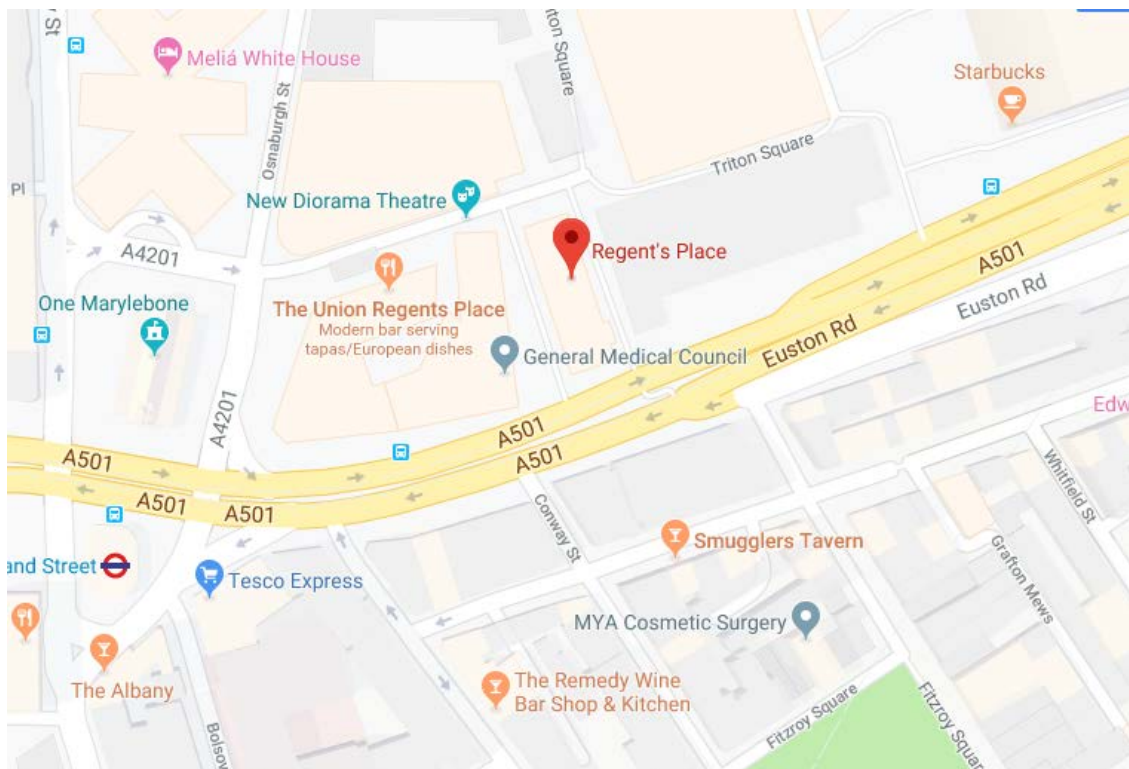 y St
Meliá White House
Osnaburgh St
iton Square
Starbucks
Triton Square
Pl
New Diorama Theatre
A4201
Regent's Place
A501
The Union Regents Place
Modern bar serving
tapas/European dishes
One Marylebone
Euston Rd
Euston Rd
General Medical Council
A4201
A501
A501
A501
A501
A501
Edw
Whitfield St
Conway St
Smugglers Tavern
Grafton Mews
and Street
Tesco Express
MYA Cosmetic Surgery
The Albany
The Remedy Wine
Bar Shop & Kitchen
Fitzroy Square
Fitzroy Squar
Bolsov